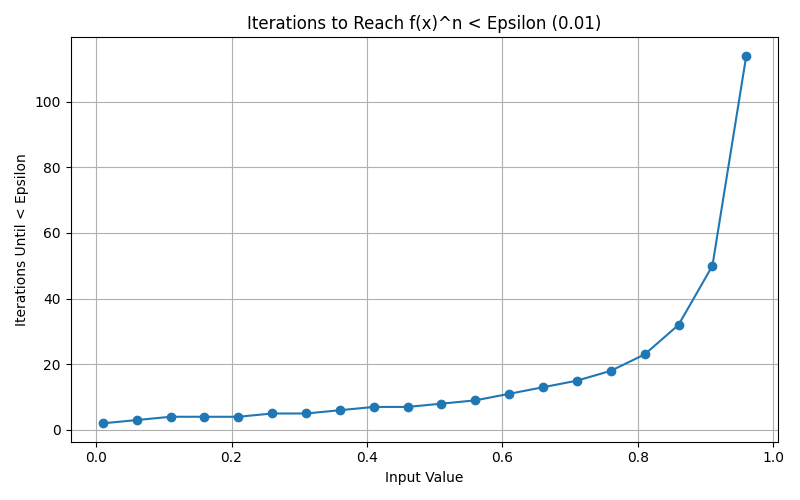 Iterations to Reach f(x)^n < Epsilon (0.01)
Iterations Until < Epsilon
100
80
60
40
20
0
0.0 0.2 0.4 0.6 0.8 1.0
Input Value